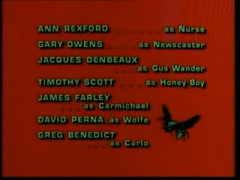 ANN REXFORD ........... as Nurse
GARY OWENS ..... as Newscaster
JACQUES DENBEAUX
..... as Gus Wander
TIMOTHY SCOTT ..... as Honey Boy
JAMES FARLEY
..... as Carmichael
DAVID PERNA as Wolfe
GREG BENEDICT
.... as Carlo